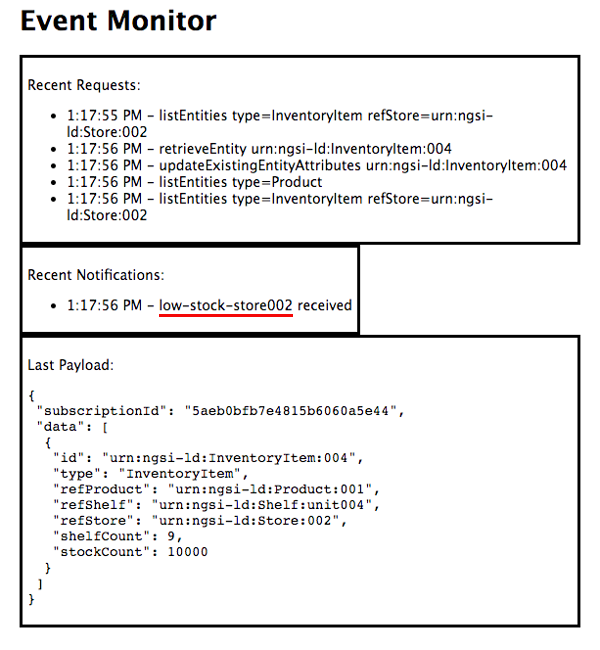 Event Monitor
Recent Requests:
• 1:17:55 PM - listEntities type=InventoryItem refStore=urn:ngsi-
ld:Store:002
• 1:17:56 PM - retrieveEntity urn:ngsi-ld:InventoryItem:004
• 1:17:56 PM - updateExistingEntityAttributes urn:ngsi-ld:InventoryItem:004
• 1:17:56 PM - listEntities type=Product
• 1:17:56 PM - listEntities type=InventoryItem refStore=urn:ngsi-
ld:Store:002
Recent Notifications:
• 1:17:56 PM - low-stock-store002 received
Last Payload:
{
 "subscriptionId": "5aeb0bfb7e4815b6060a5e44",
 "data": [
  {
   "id": "urn:ngsi-ld:InventoryItem:004",
   "type": "InventoryItem",
   "refProduct": "urn:ngsi-ld:Product:001",
   "refShelf": "urn:ngsi-ld:Shelf:unit004",
   "refStore": "urn:ngsi-ld:Store:002",
   "shelfCount": 9,
   "stockCount": 10000
  }
 ]
}